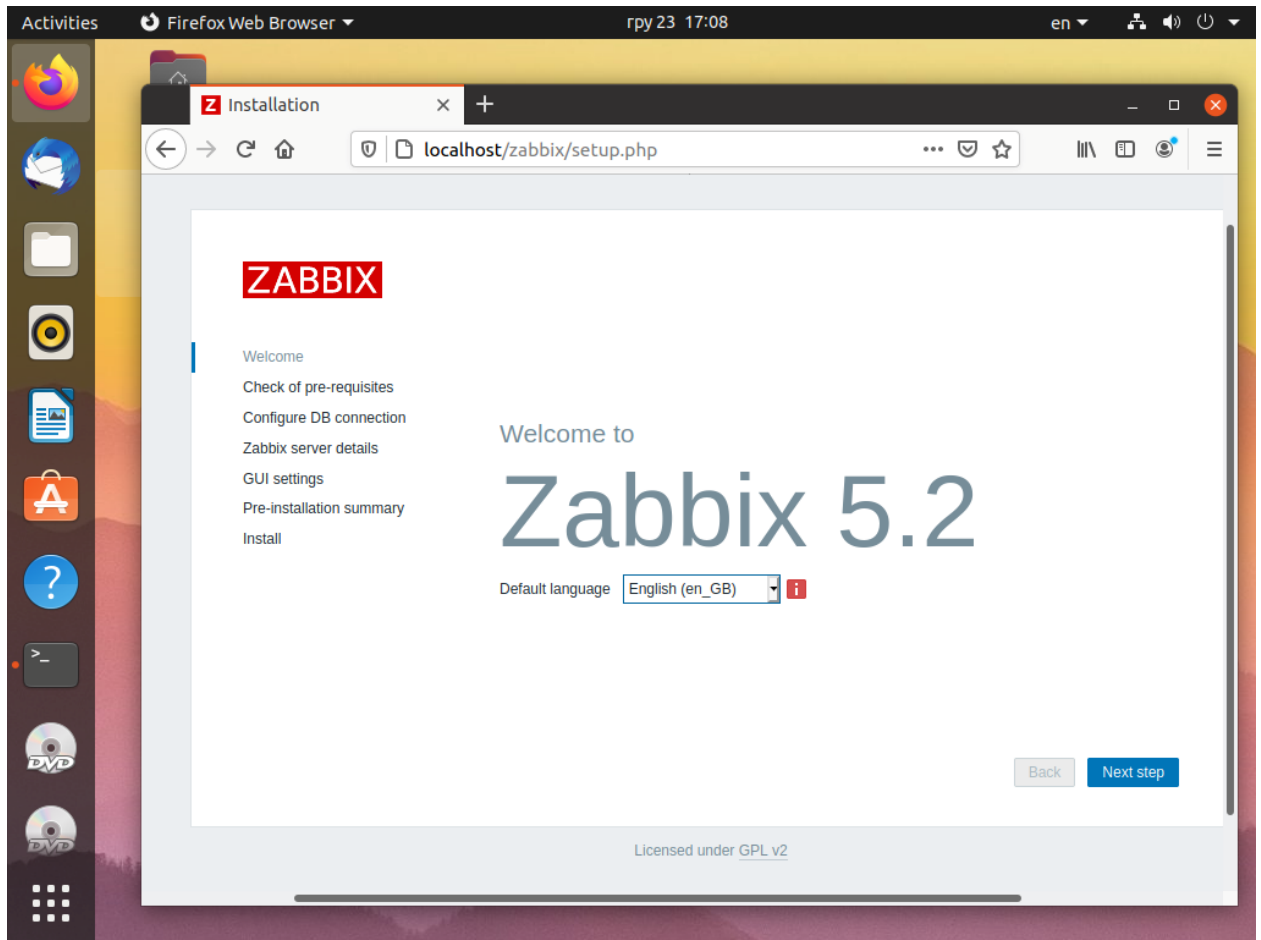 Activities Firefox Web Browser гру 23 17:08 en
Z Installation
localhost/zabbix/setup.php
ZABBIX
Welcome
Check of pre-requisites
Configure DB connection
Zabbix server details
GUI settings
Pre-installation summary
Install
Welcome to
Zabbix 5.2
Default language English (en_GB) i
Back Next step
Licensed under GPL v2
A
?
>_
DVD
DVD